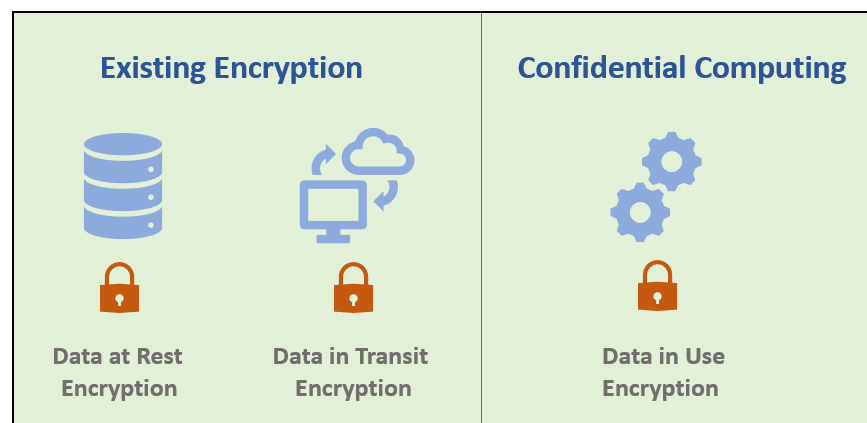 Existing Encryption
Confidential Computing
Data at Rest
Encryption
Data in Transit
Encryption
Data in Use
Encryption